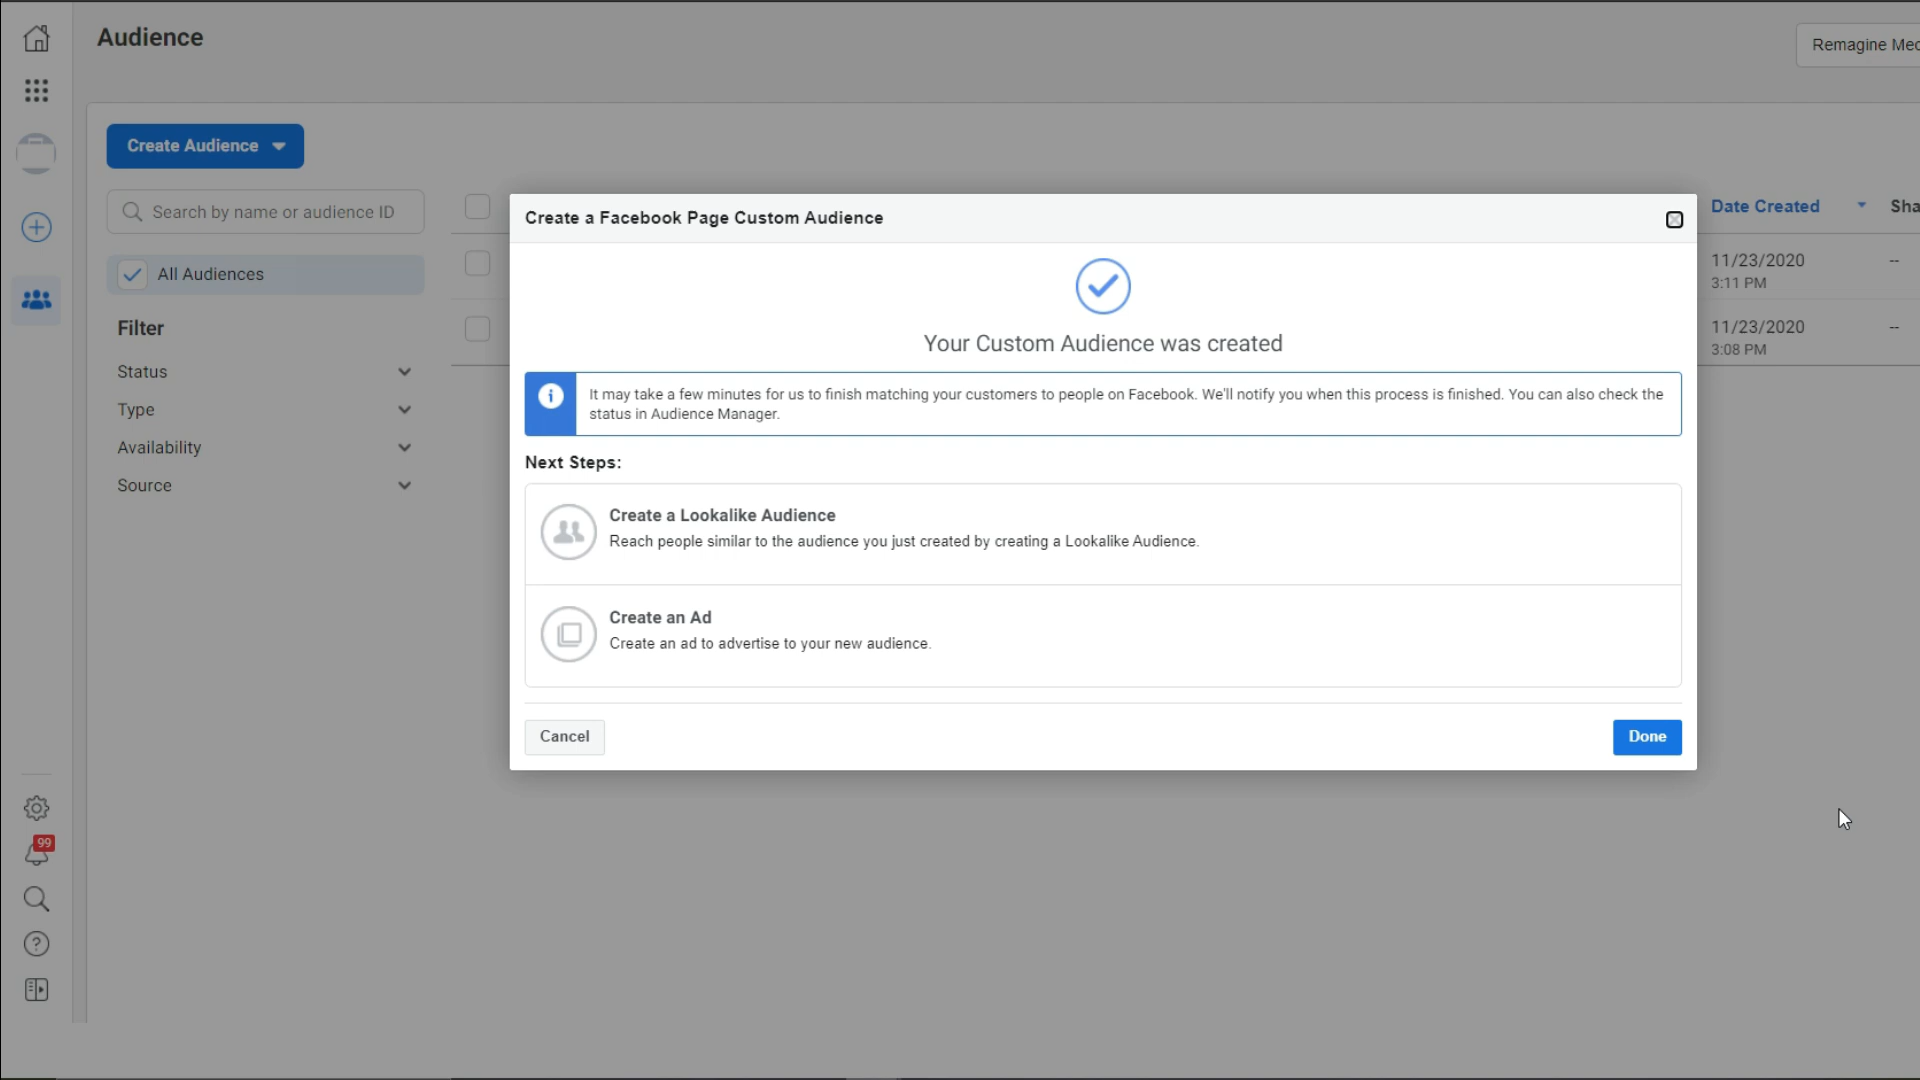 Audience
Remagine Med
Create Audience
Search by name or audience ID
All Audiences
Filter
Status
Type
Availability
Source
99
Create a Facebook Page Custom Audience
Your Custom Audience was created
It may take a few minutes for us to finish matching your customers to people on Facebook. We'll notify you when this process is finished. You can also check the
status in Audience Manager.
Next Steps:
Create a Lookalike Audience
Reach people similar to the audience you just created by creating a Lookalike Audience.
Create an Ad
Create an ad to advertise to your new audience.
Cancel
Done
Date Created
Sha
11/23/2020
--
3:11 PM
11/23/2020
--
3:08 PM